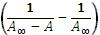 (1/(A∞ − A) − 1/A∞)